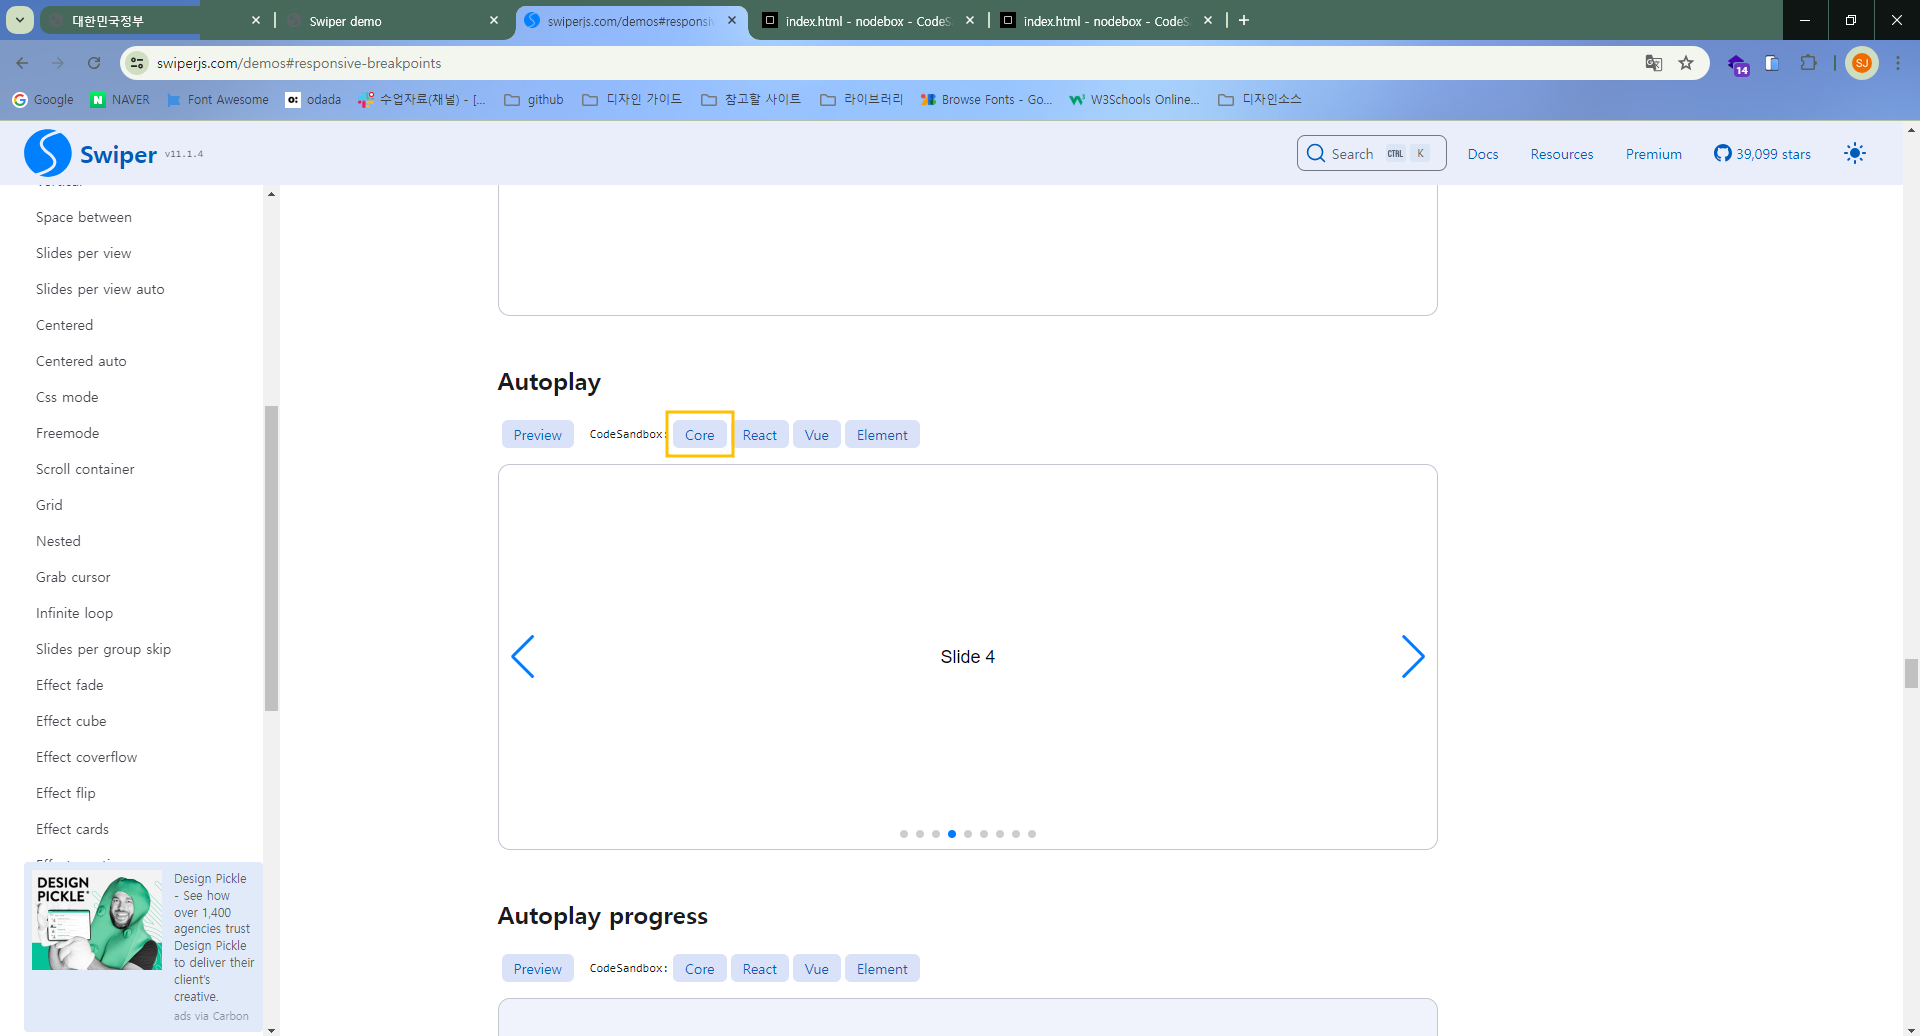 대한민국정부
Swiper demo
swiperjs.com/demos#responsiv
index.html - nodebox - CodeS
index.html - nodebox - CodeS
swiperjs.com/demos#responsive-breakpoints
14
SJ
Google
NAVER
Font Awesome
odada
수업자료(채널) - [...
github
디자인 가이드
참고할 사이트
라이브러리
Browse Fonts - Go...
W3Schools Online...
디자인소스
Swiper v11.1.4
Search CTRL K
Docs
Resources
Premium
39,099 stars
Vertical
Space between
Slides per view
Slides per view auto
Centered
Centered auto
Css mode
Freemode
Scroll container
Grid
Nested
Grab cursor
Infinite loop
Slides per group skip
Effect fade
Effect cube
Effect coverflow
Effect flip
Effect cards
DESIGN
PICKLE
Design Pickle
- See how
over 1,400
agencies trust
Design Pickle
to deliver their
client's
creative.
ads via Carbon
Autoplay
Preview CodeSandbox: Core React Vue Element
Slide 4
Autoplay progress
Preview CodeSandbox: Core React Vue Element